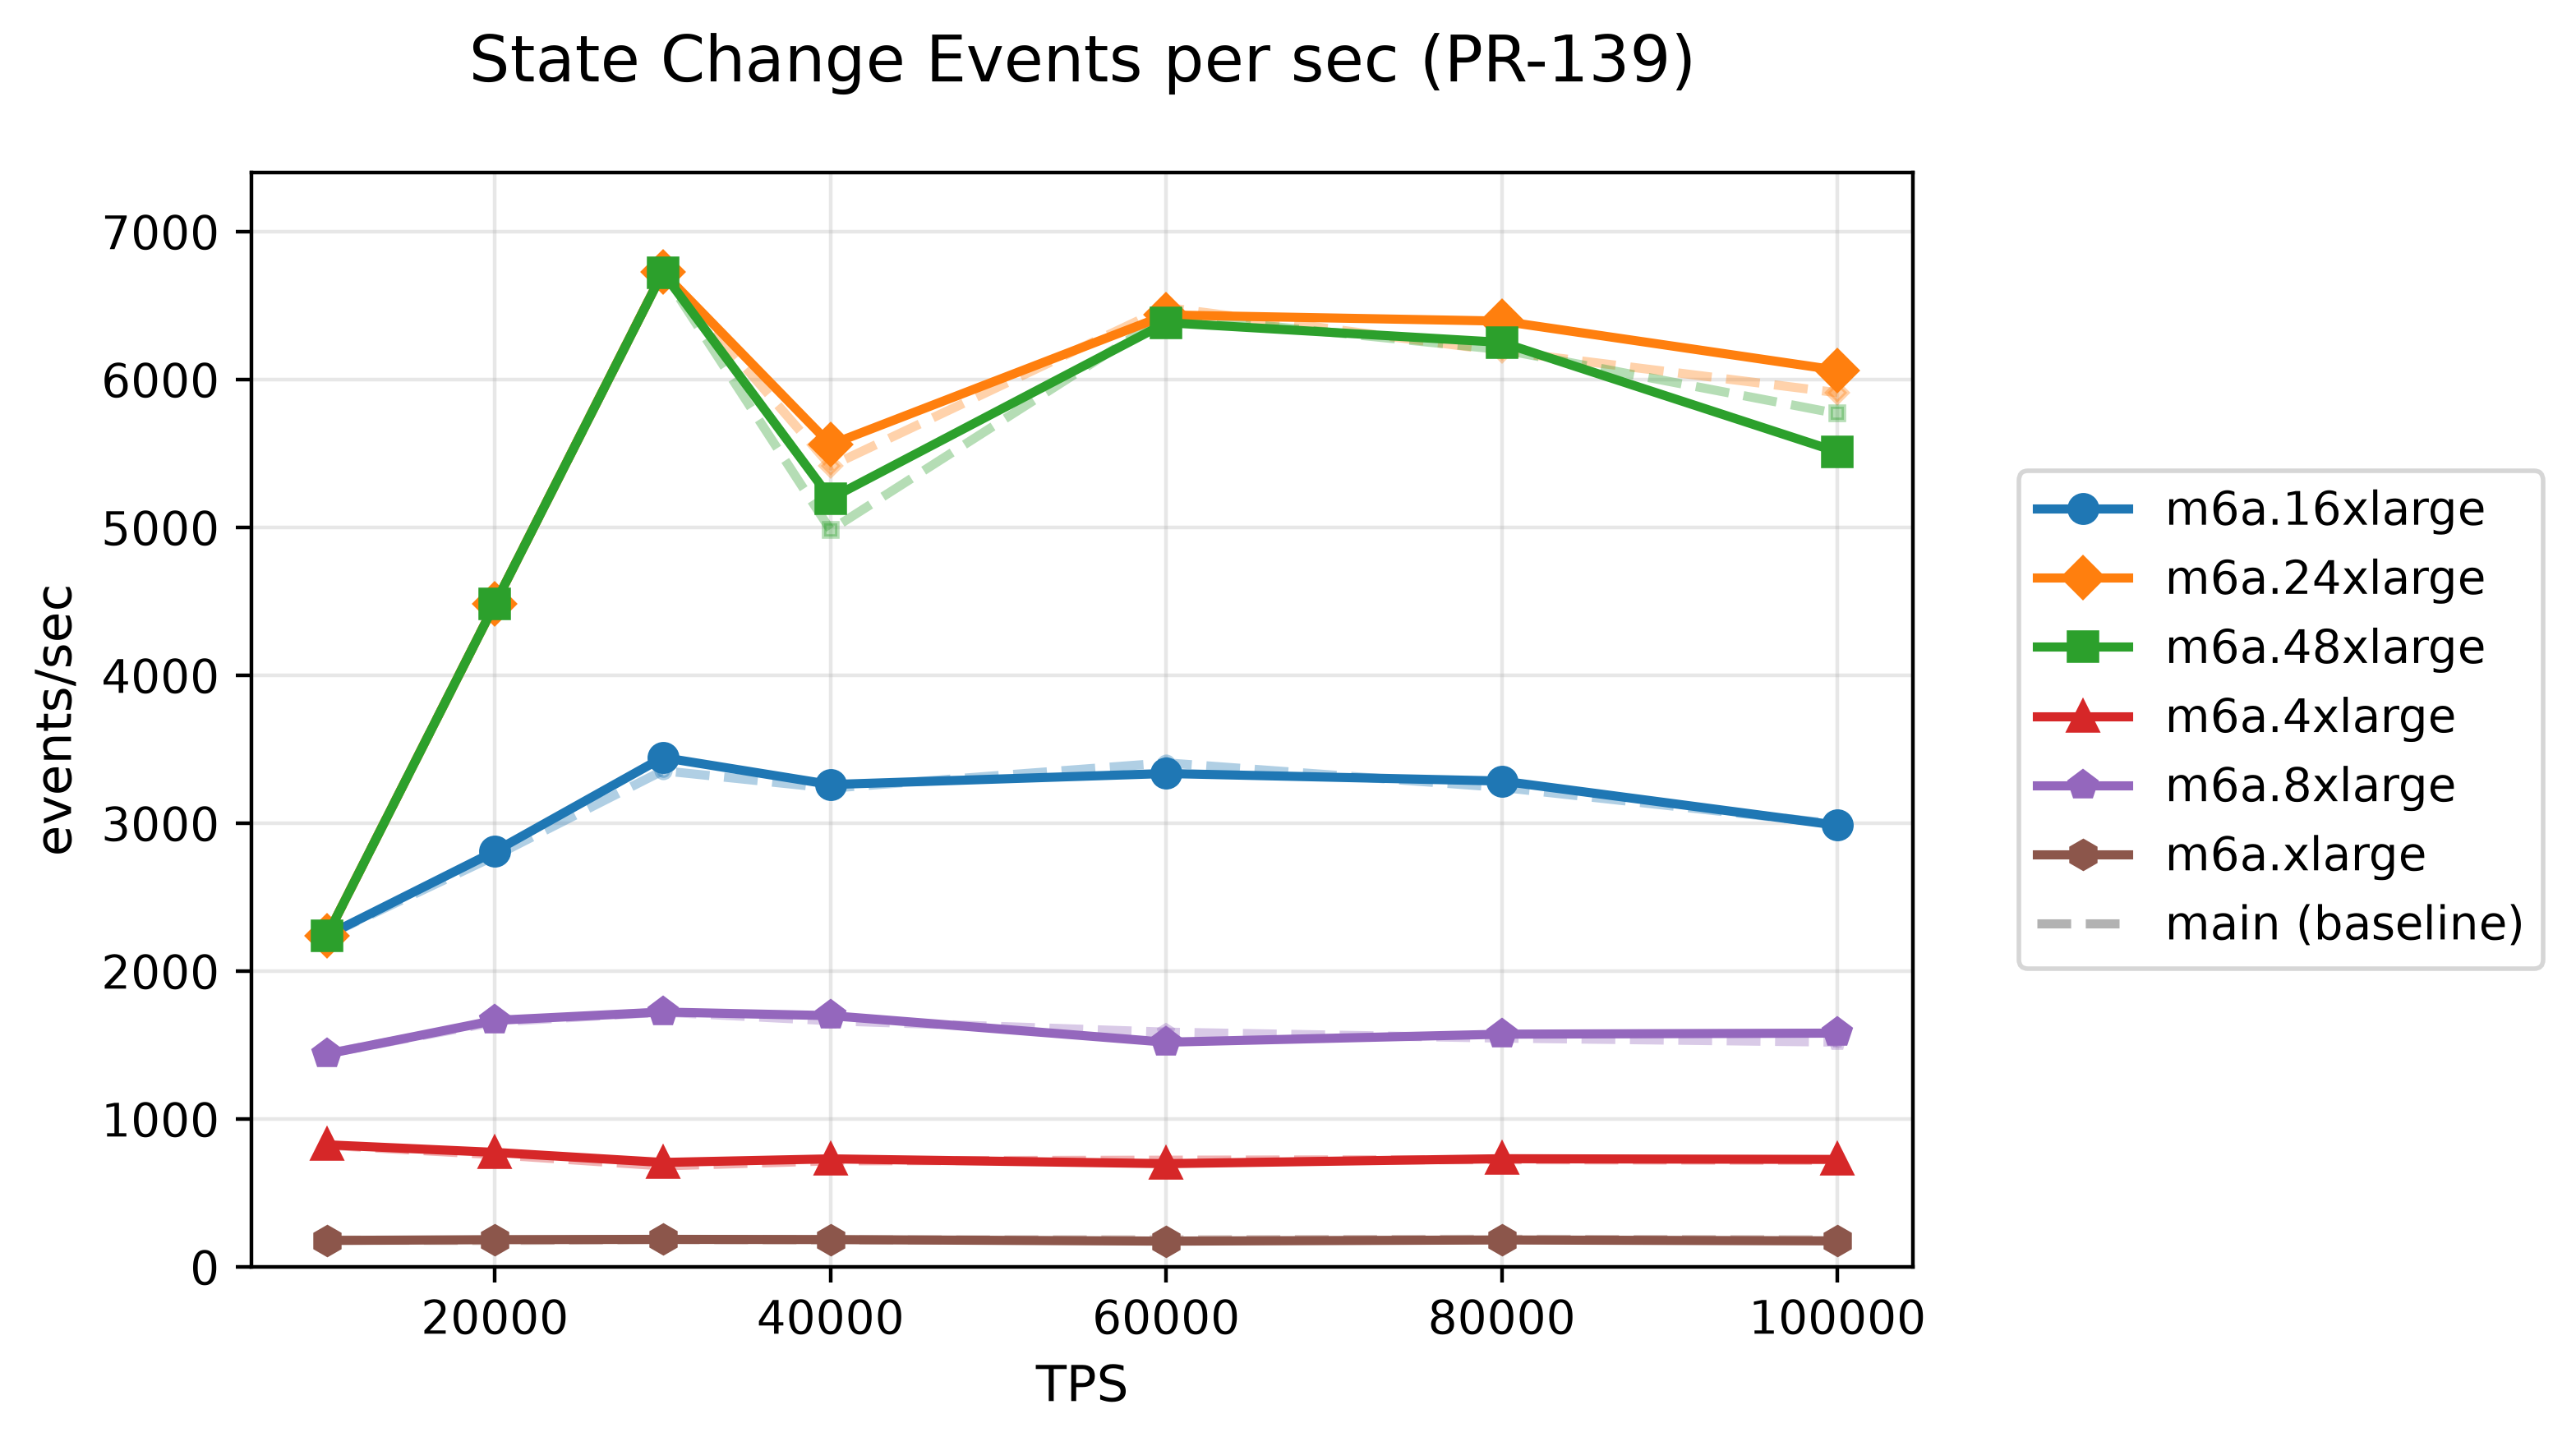 State Change Events per sec (PR-139)
7000
6000
5000
4000
3000
2000
1000
0
events/sec
20000 40000 60000 80000 100000
TPS
m6a.16xlarge
m6a.24xlarge
m6a.48xlarge
m6a.4xlarge
m6a.8xlarge
m6a.xlarge
main (baseline)